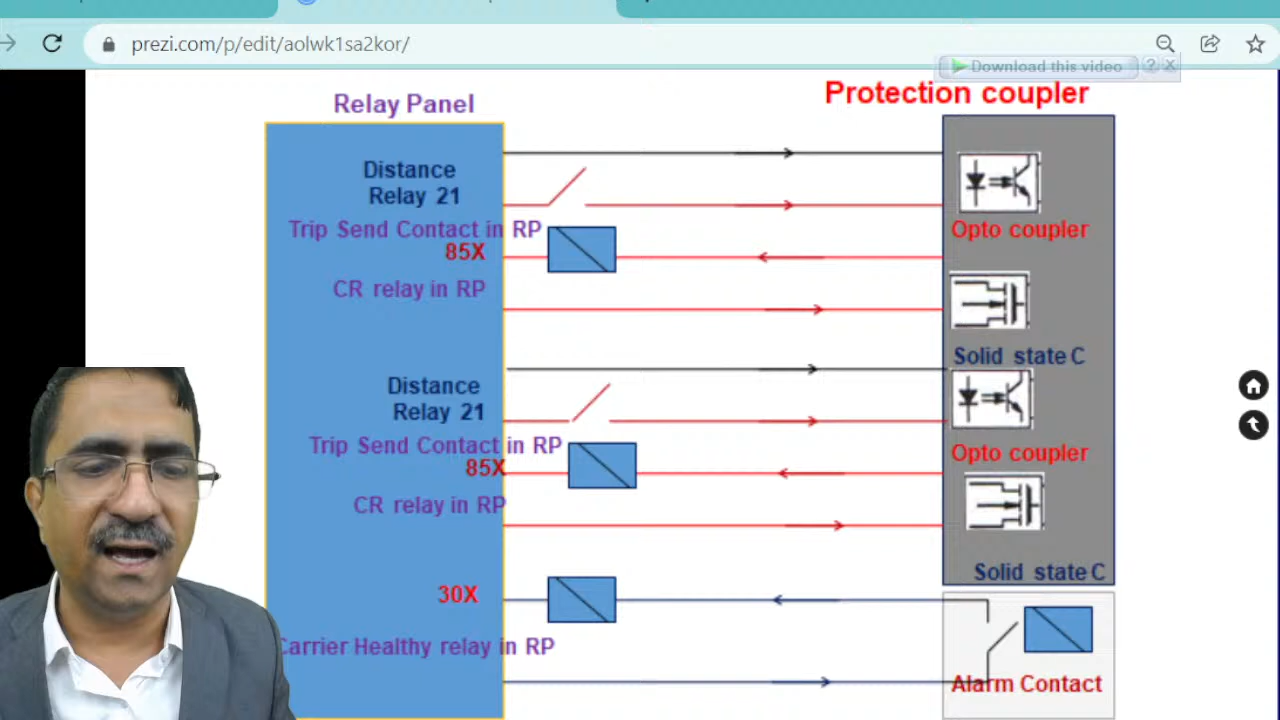 prezi.com/p/edit/aolwk1sa2kor/
Download this video
? X
Relay Panel
Protection coupler
Distance
Relay 21
Trip Send Contact in RP
85X
CR relay in RP
Opto coupler
Solid state C
Distance
Relay 21
Trip Send Contact in RP
85X
CR relay in RP
Opto coupler
Solid state C
30X
Carrier Healthy relay in RP
Alarm Contact